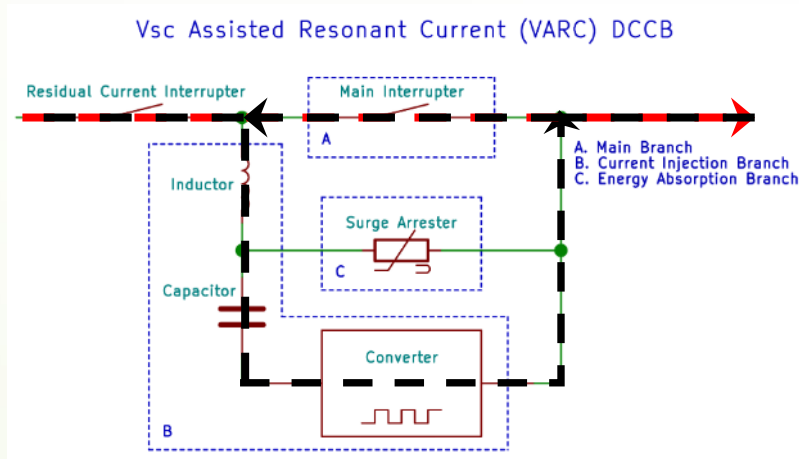 Vsc Assisted Resonant Current (VARC) DCCB
Residual Current Interrupter
Main Interrupter
A
A. Main Branch
B. Current Injection Branch
C. Energy Absorption Branch
Inductor
Surge Arrester
C
Capacitor
Converter
B